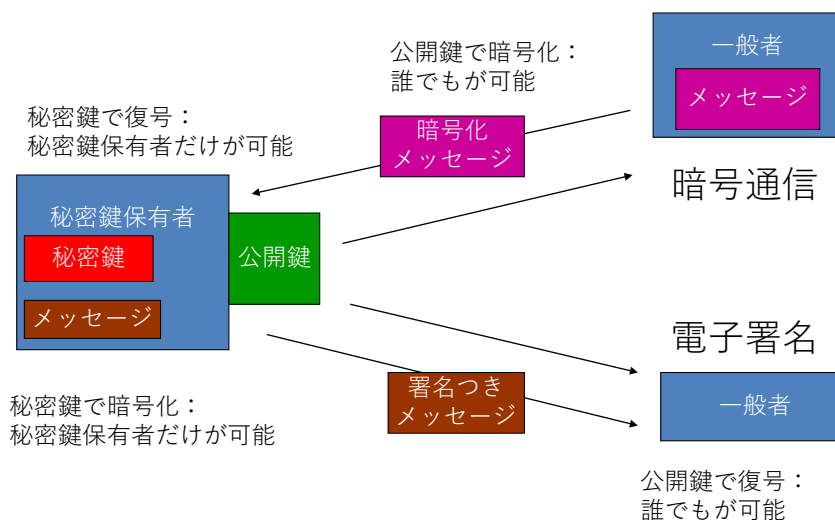 公開鍵で暗号化：
誰でもが可能
一般者
メッセージ
秘密鍵で復号：
秘密鍵保有者だけが可能
暗号化
メッセージ
暗号通信
秘密鍵保有者
秘密鍵
公開鍵
メッセージ
電子署名
秘密鍵で暗号化：
秘密鍵保有者だけが可能
署名つき
メッセージ
一般者
公開鍵で復号：
誰でもが可能